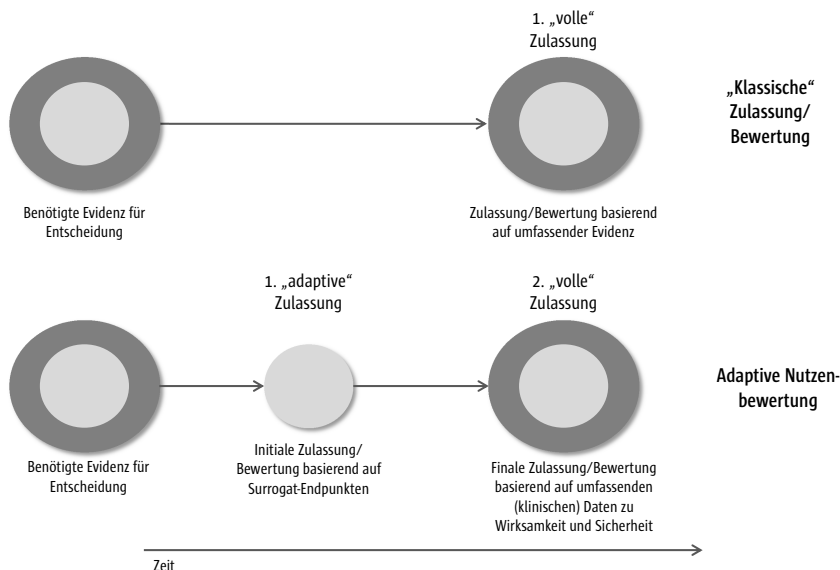 1. „volle“
Zulassung
„Klassische“
Zulassung/
Bewertung
Benötigte Evidenz für
Entscheidung
Zulassung/Bewertung basierend
auf umfassender Evidenz
1. „adaptive“
Zulassung
2. „volle“
Zulassung
Adaptive Nutzen-
bewertung
Benötigte Evidenz für
Entscheidung
Initiale Zulassung/
Bewertung basierend auf
Surrogat-Endpunkten
Finale Zulassung/Bewertung
basierend auf umfassenden
(klinischen) Daten zu
Wirksamkeit und Sicherheit
Zeit